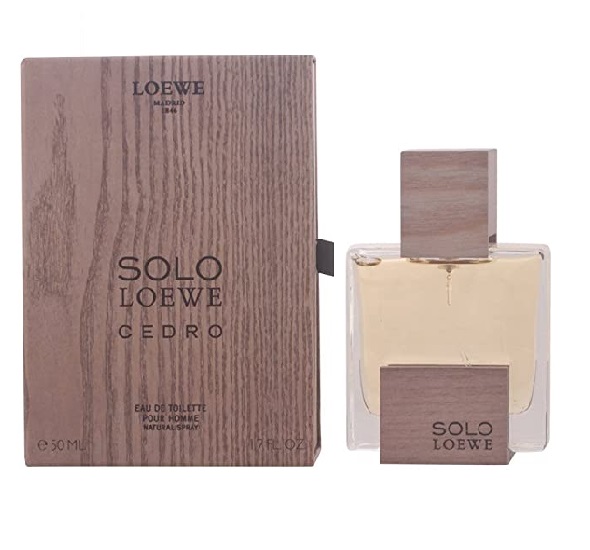 LOEWE
MADRID
1846
SOLO
LOEWE
CEDRO
EAU DE TOILETTE
POUR HOMME
NATURAL SPRAY
℮ 50 ML 1.7 FL. OZ.
SOLO
LOEWE